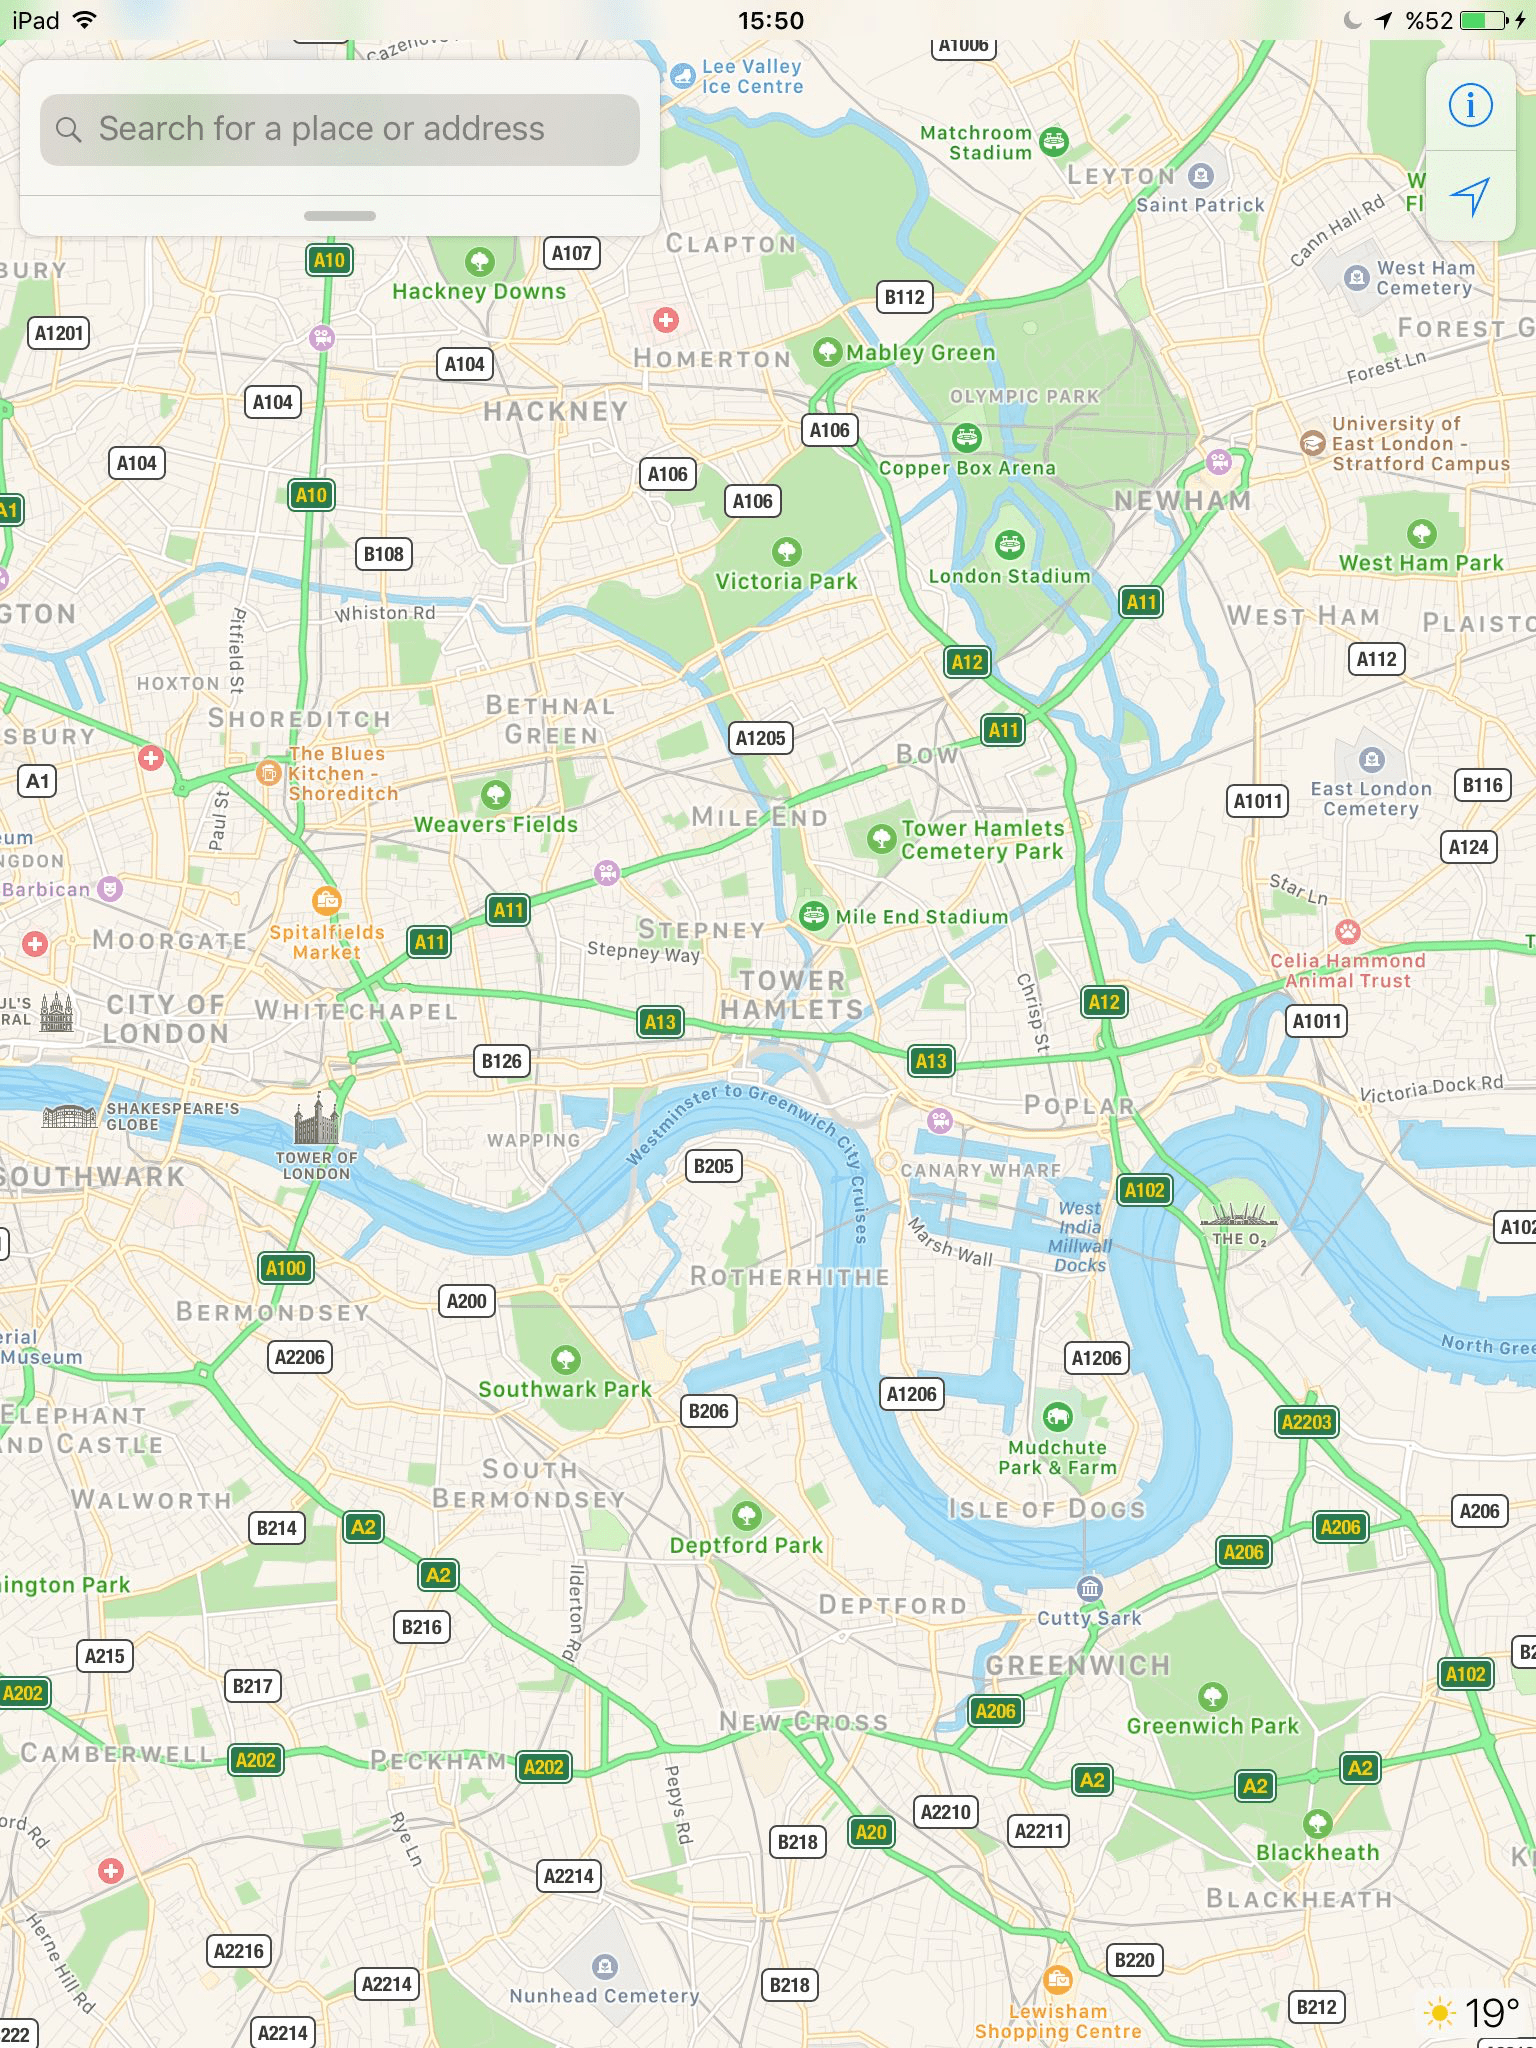 iPad
15:50
%52
Cazenove
A1006
Lee Valley
Ice Centre
Search for a place or address
Matchroom
Stadium
LEYTON
Saint Patrick
Cann Hall Rd
CLAPTON
A10
A107
Hackney Downs
B112
West Ham
Cemetery
A1201
FOREST G
A104
HOMERTON
Mabley Green
Forest Ln
A104
OLYMPIC PARK
HACKNEY
A106
University of
East London -
Stratford Campus
A104
A106
Copper Box Arena
A10
A106
NEWHAM
A1
B108
Victoria Park
London Stadium
West Ham Park
Whiston Rd
Pitfield St
A11
WEST HAM
PLAISTO
A12
A112
HOXTON
SHOREDITCH
BETHNAL
GREEN
A1205
A11
BOW
The Blues
Kitchen -
Shoreditch
A1
Paul St
Weavers Fields
MILE END
A1011
East London
Cemetery
B116
Tower Hamlets
Cemetery Park
A124
Barbican
Star Ln
Spitalfields
Market
A11
A11
Mile End Stadium
MOORGATE
STEPNEY
Stepney Way
Celia Hammond
Animal Trust
CITY OF
LONDON
WHITECHAPEL
TOWER
HAMLETS
Chrisp St
A12
A13
A1011
B126
A13
Victoria Dock Rd
SHAKESPEARE'S
GLOBE
POPLAR
WAPPING
Westminster to Greenwich City Cruises
TOWER OF
LONDON
B205
CANARY WHARF
SOUTHWARK
A102
West
India
Millwall
Docks
Marsh Wall
THE O₂
A102
A100
ROTHERHITHE
A200
BERMONDSEY
Museum
A2206
A1206
North Gree
Southwark Park
A1206
B206
A2203
ELEPHANT
AND CASTLE
Mudchute
Park & Farm
SOUTH
BERMONDSEY
WALWORTH
ISLE OF DOGS
A206
B214
A2
Deptford Park
A206
A206
A2
ington Park
Ilderton Rd
DEPTFORD
Cutty Sark
B216
A215
GREENWICH
A202
B217
A102
A206
NEW CROSS
Greenwich Park
CAMBERWELL
A202
PECKHAM
A202
A2
A2
A2
Pepys Rd
Rye Ln
A2210
A2211
B218
A20
Blackheath
A2214
BLACKHEATH
Herne Hill Rd
A2216
Nunhead Cemetery
A2214
B218
B220
Lewisham
Shopping Centre
B212
19°
A2214